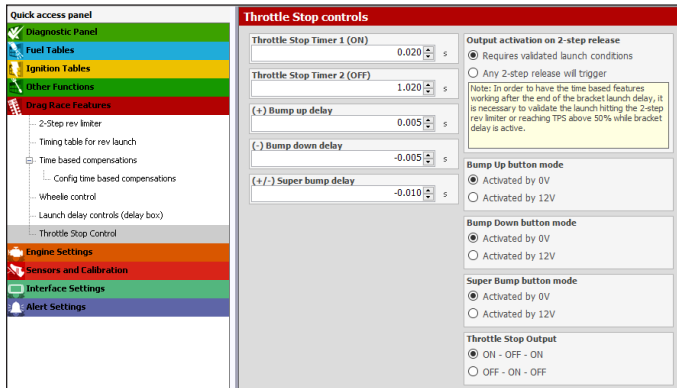 Quick access panel
Diagnostic Panel
Fuel Tables
Ignition Tables
Other Functions
Drag Race Features
2-Step rev limiter
Timing table for rev launch
Time based compensations
Config time based compensations
Wheelie control
Launch delay controls (delay box)
Throttle Stop Control
Engine Settings
Sensors and Calibration
Interface Settings
Alert Settings
Throttle Stop controls
Throttle Stop Timer 1 (ON)
0.020 s
Throttle Stop Timer 2 (OFF)
1.020 s
(+) Bump up delay
0.005 s
(-) Bump down delay
-0.005 s
(+/-) Super bump delay
-0.010 s
Output activation on 2-step release
Requires validated launch conditions
Any 2-step release will trigger
Note: In order to have the time based features
working after the end of the bracket launch delay, it
is necessary to validate the launch hitting the 2-step
rev limiter or reaching TPS above 50% while bracket
delay is active.
Bump Up button mode
Activated by 0V
Activated by 12V
Bump Down button mode
Activated by 0V
Activated by 12V
Super Bump button mode
Activated by 0V
Activated by 12V
Throttle Stop Output
ON - OFF - ON
OFF - ON - OFF